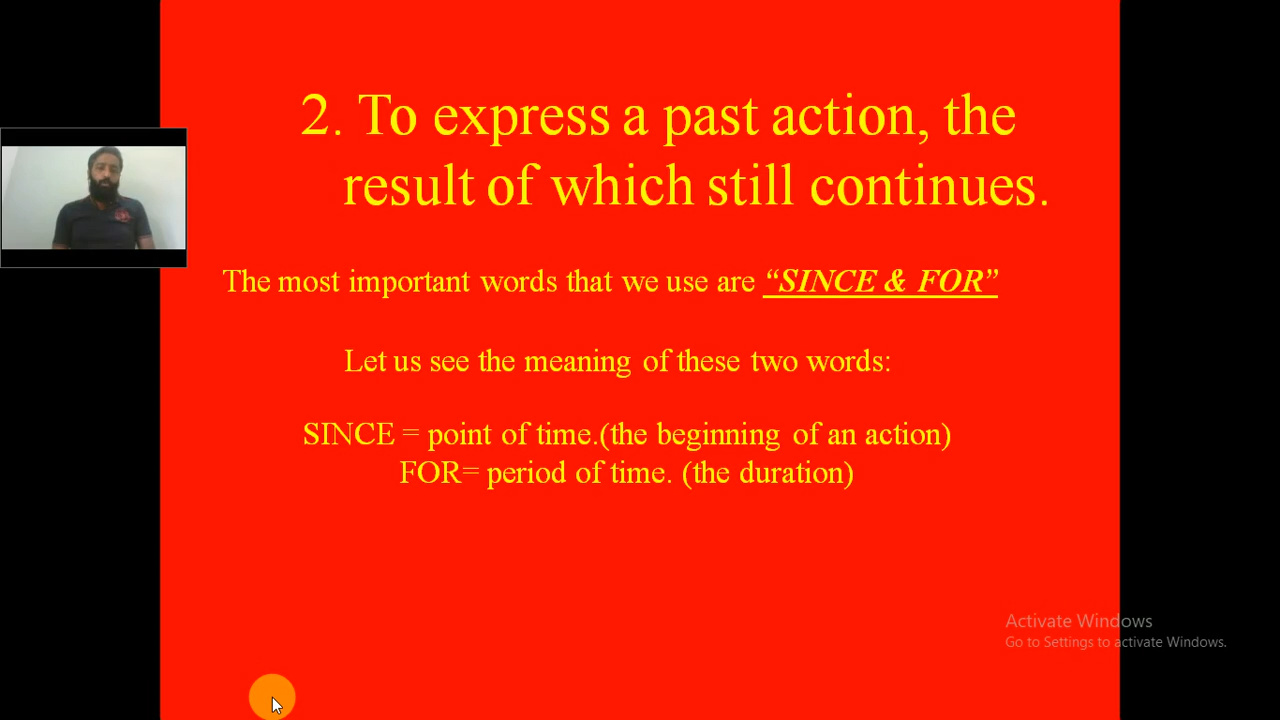 2. To express a past action, the
result of which still continues.
The most important words that we use are “SINCE & FOR”
Let us see the meaning of these two words:
SINCE = point of time.(the beginning of an action)
FOR= period of time. (the duration)
Activate Windows
Go to Settings to activate Windows.